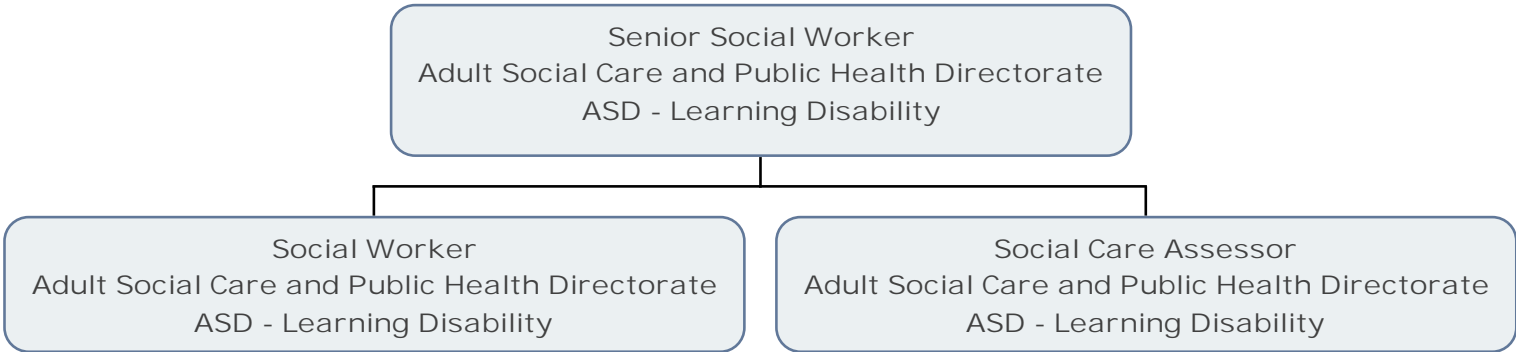 Senior Social Worker
Adult Social Care and Public Health Directorate
ASD - Learning Disability
Social Worker
Adult Social Care and Public Health Directorate
ASD - Learning Disability
Social Care Assessor
Adult Social Care and Public Health Directorate
ASD - Learning Disability